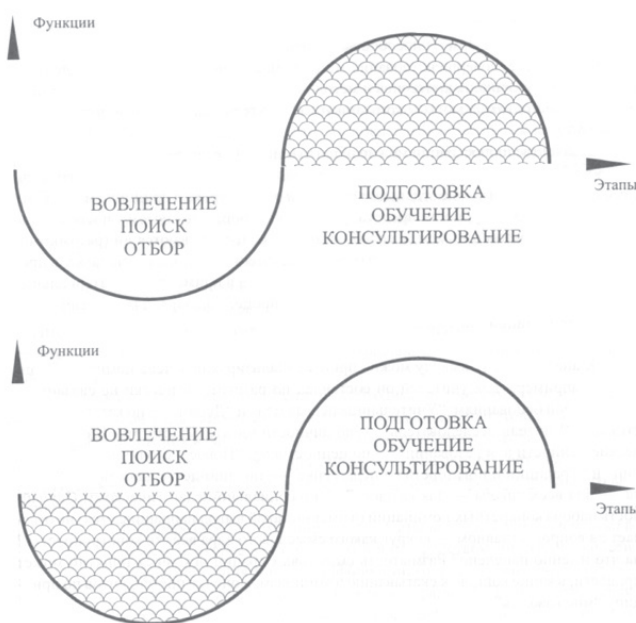 Функции
ВОВЛЕЧЕНИЕ
ПОИСК
ОТБОР
ПОДГОТОВКА
ОБУЧЕНИЕ
КОНСУЛЬТИРОВАНИЕ
Этапы
Функции
ВОВЛЕЧЕНИЕ
ПОИСК
ОТБОР
ПОДГОТОВКА
ОБУЧЕНИЕ
КОНСУЛЬТИРОВАНИЕ
Этапы